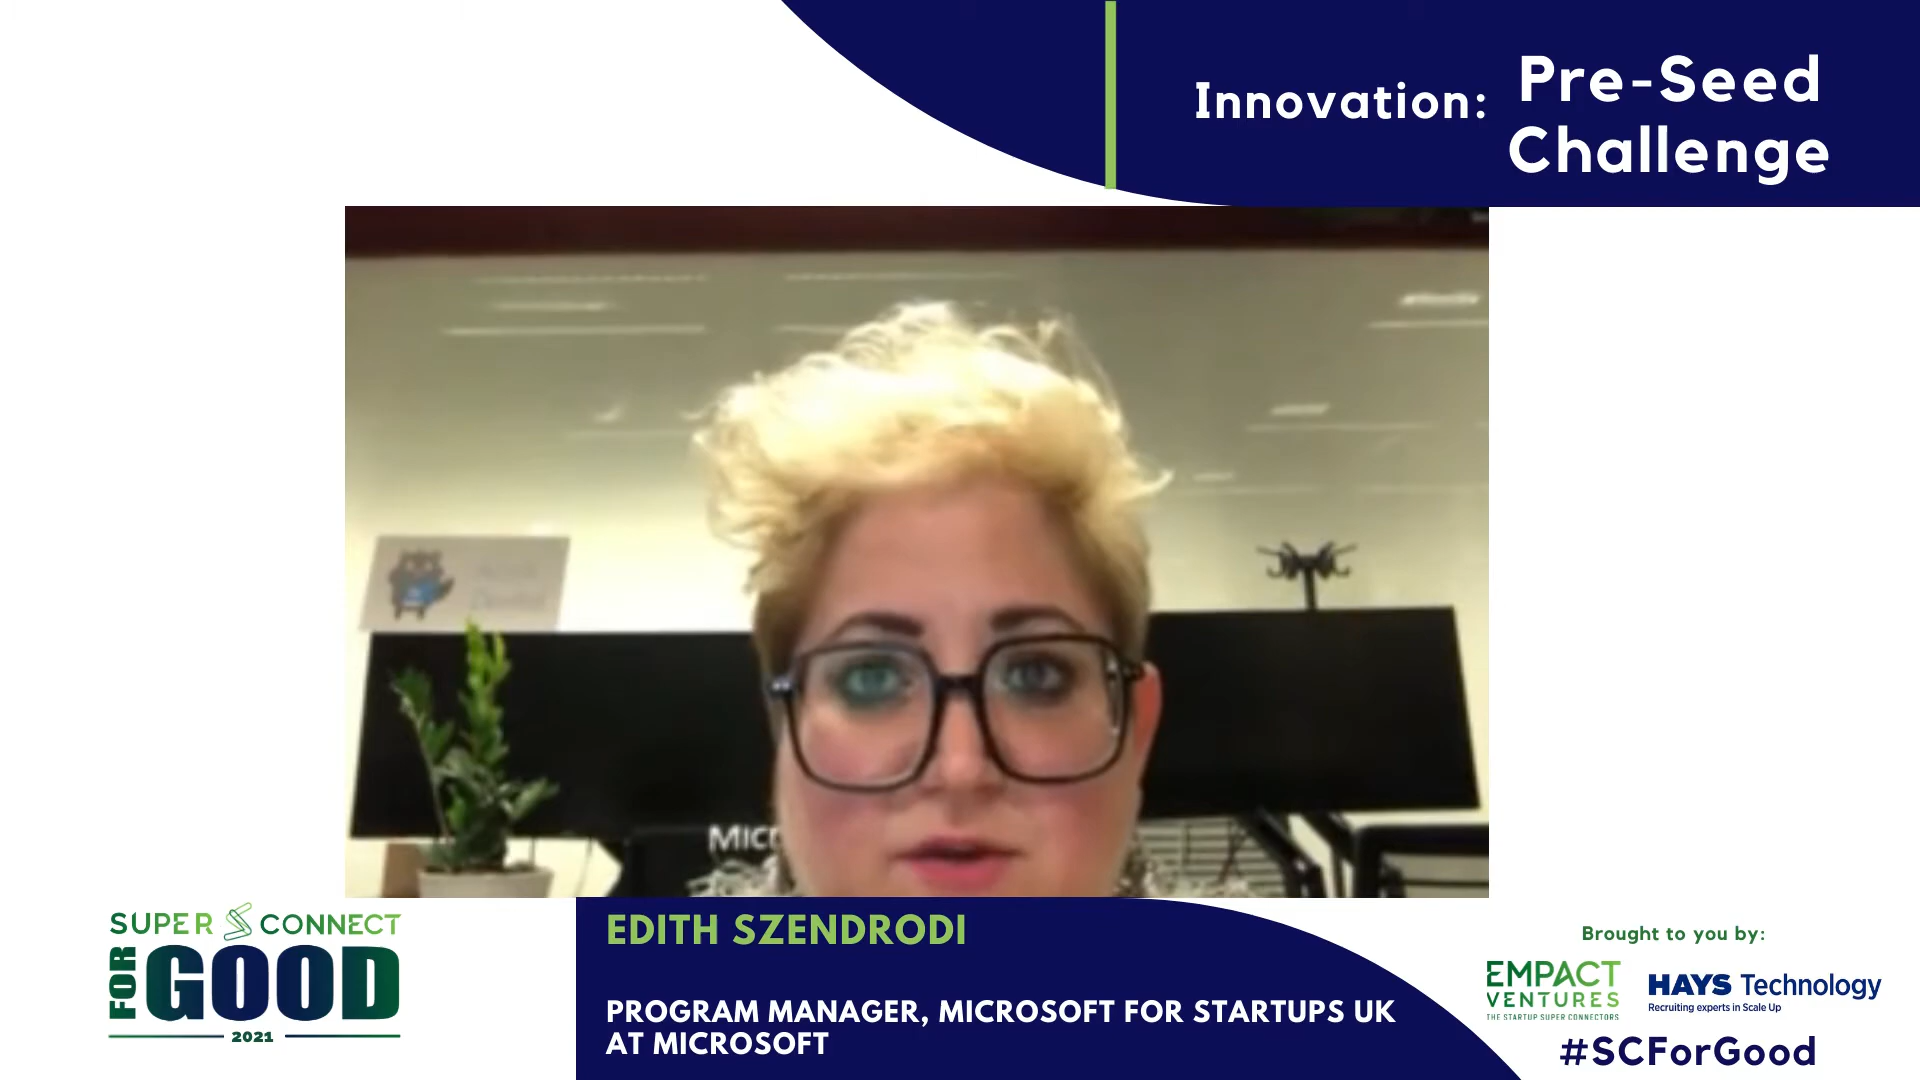 Innovation:
Pre-Seed
Challenge
Micr
SUPER CONNECT
FOR
GOOD
2021
EDITH SZENDRODI
PROGRAM MANAGER, MICROSOFT FOR STARTUPS UK
AT MICROSOFT
Brought to you by:
EMPACT
VENTURES
THE STARTUP SUPER CONNECTORS
HAYS Technology
Recruiting experts in Scale Up
#SCForGood